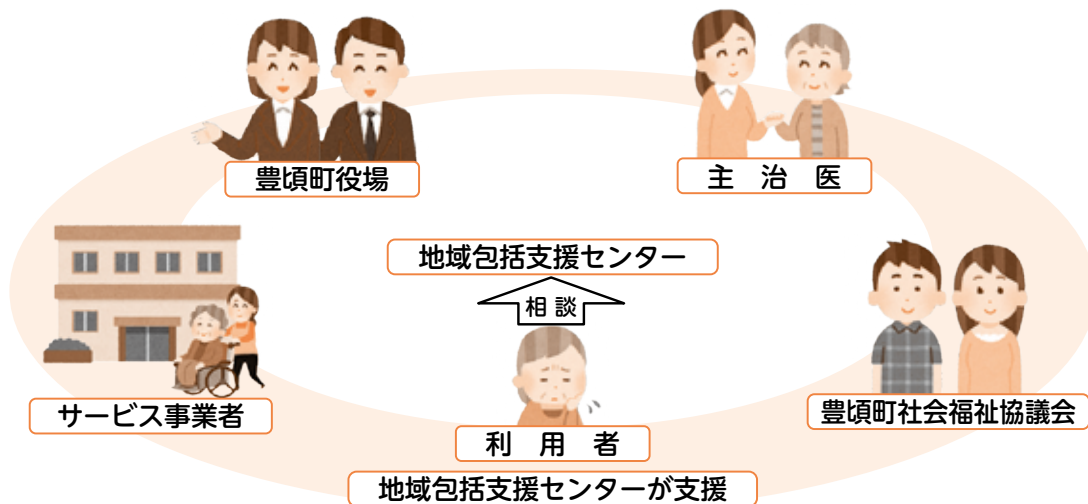 豊頃町役場
主 治 医
地域包括支援センター
相 談
サービス事業者
豊頃町社会福祉協議会
利 用 者
地域包括支援センターが支援